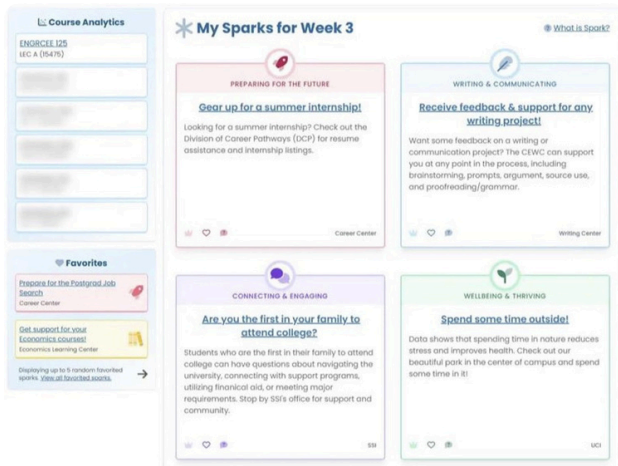 Course Analytics
ENGRCEE 125
LEC A (15475)
Favorites
Prepare for the Postgrad Job
Search
Career Center
Get support for your
Economics courses!
Economics Learning Center
Displaying up to 5 random favorited
sparks. View all favorited sparks.
My Sparks for Week 3
What is Spark?
PREPARING FOR THE FUTURE
Gear up for a summer internship!
Looking for a summer internship? Check out the
Division of Career Pathways (DCP) for resume
assistance and internship listings.
Career Center
WRITING & COMMUNICATING
Receive feedback & support for any
writing project!
Want some feedback on a writing or
communication project? The CEWC can support
you at any point in the process, including
brainstorming, prompts, argument, source use,
and proofreading/grammar.
Writing Center
CONNECTING & ENGAGING
Are you the first in your family to
attend college?
Students who are the first in their family to attend
college can have questions about navigating the
university, connecting with support programs,
utilizing finanical aid, or meeting major
requirements. Stop by SSI's office for support and
community.
SSI
WELLBEING & THRIVING
Spend some time outside!
Data shows that spending time in nature reduces
stress and improves health. Check out our
beautiful park in the center of campus and spend
some time in it!
UCI